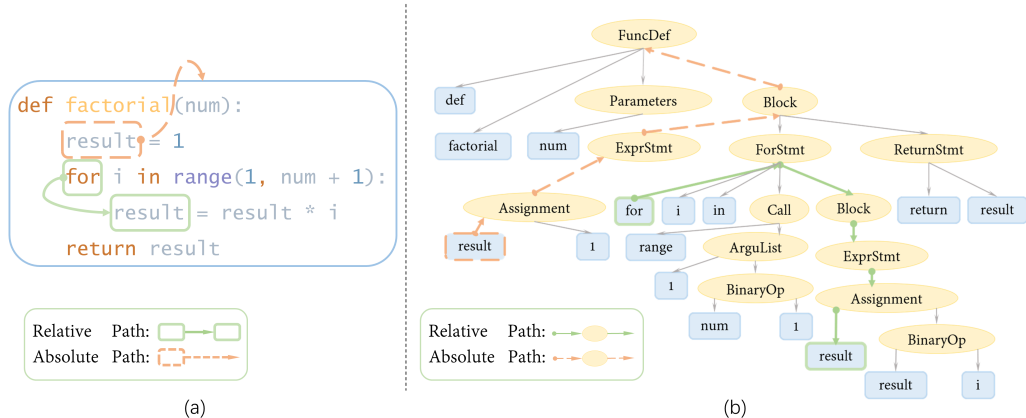 def factorial(num):
result = 1
for i in range(1, num + 1):
result = result * i
return result
Relative Path:
Absolute Path:
(a)
FuncDef
def
Parameters
Block
factorial
num
ExprStmt
ForStmt
ReturnStmt
Assignment
for
i
in
Call
Block
return
result
result
1
range
ArguList
ExprStmt
1
BinaryOp
Assignment
num
1
result
BinaryOp
result
i
Relative Path:
Absolute Path:
(b)